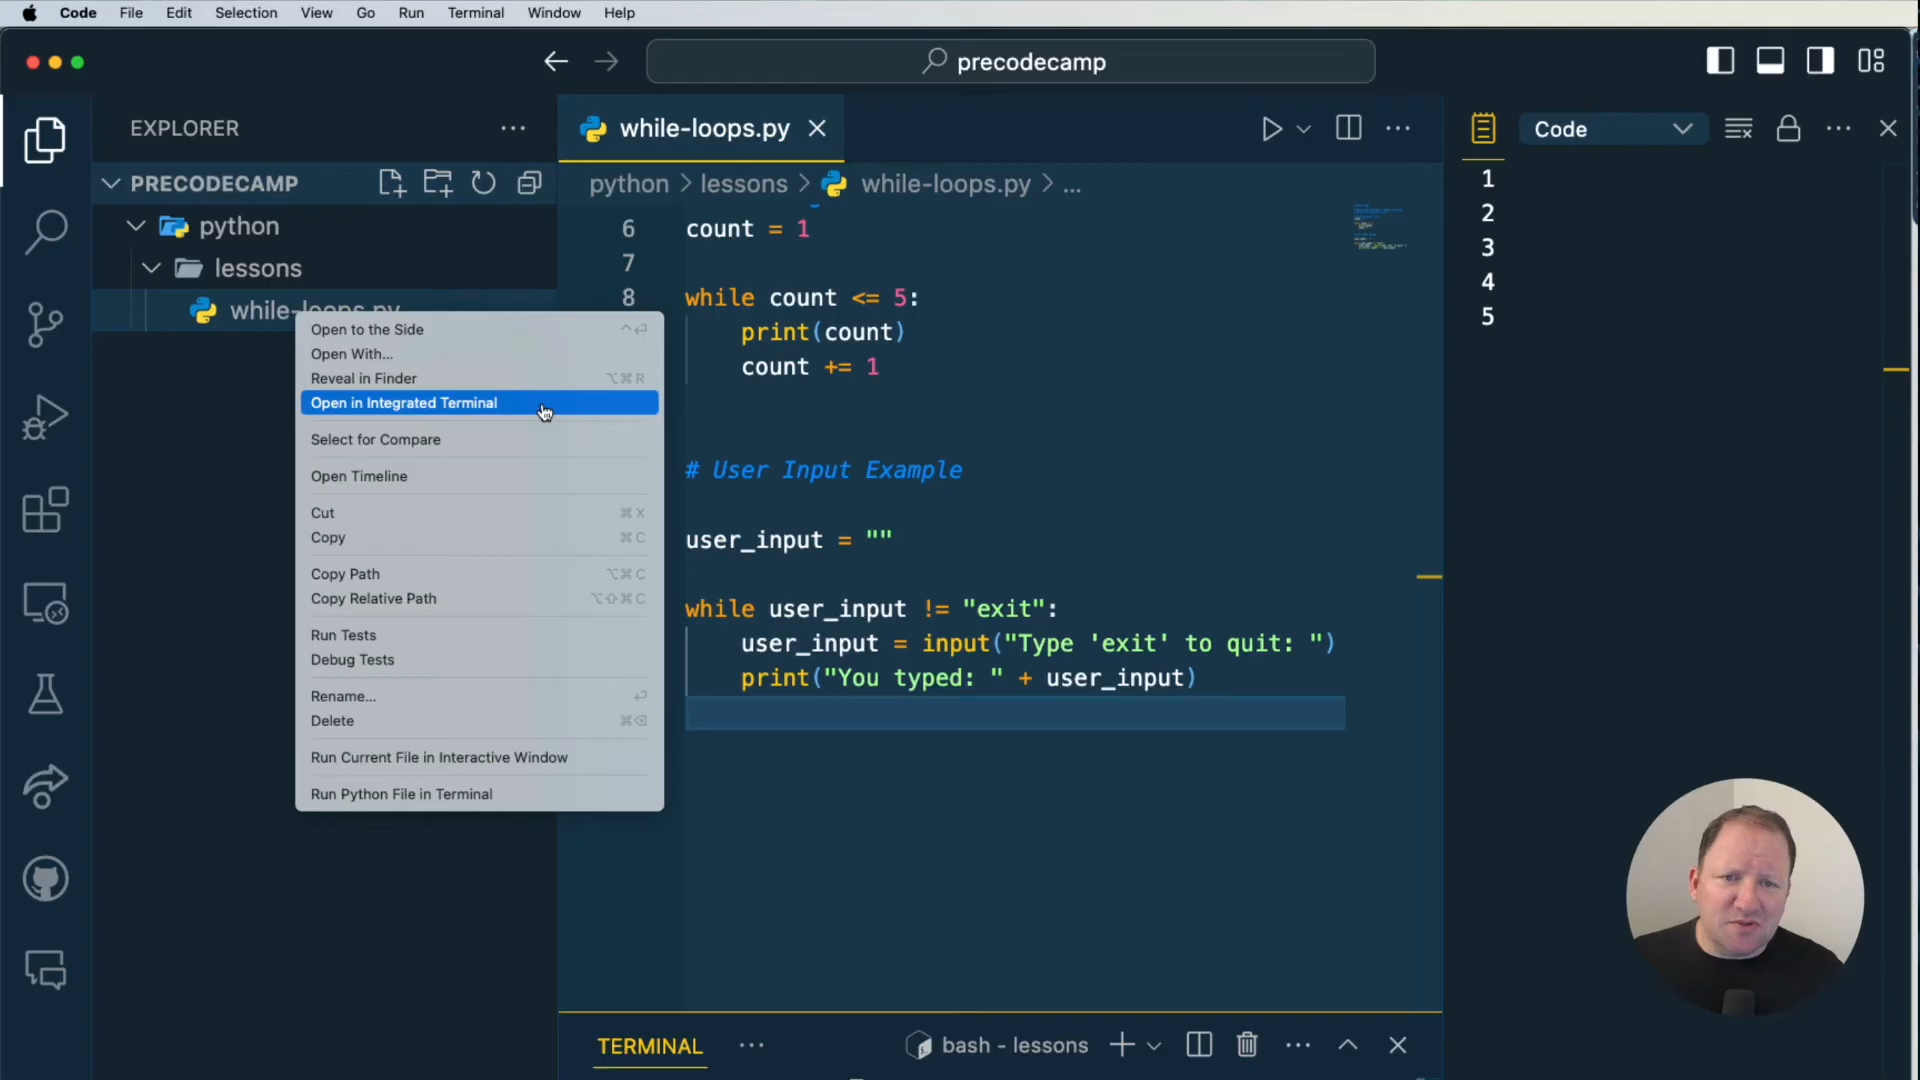 Code File Edit Selection View Go Run Terminal Window Help
precodecamp
EXPLORER
PRECODECAMP
python
lessons
while-loops.py
Open to the Side ^⏎
Open With...
Reveal in Finder ⌥⌘R
Open in Integrated Terminal
Select for Compare
Open Timeline
Cut ⌘X
Copy ⌘C
Copy Path ⌥⌘C
Copy Relative Path ⌥⇧⌘C
Run Tests
Debug Tests
Rename... ⏎
Delete ⌘⌫
Run Current File in Interactive Window
Run Python File in Terminal
while-loops.py
python > lessons > while-loops.py > ...
6 count = 1
7
8 while count <= 5:
print(count)
count += 1
# User Input Example
user_input = ""
while user_input != "exit":
user_input = input("Type 'exit' to quit: ")
print("You typed: " + user_input)
TERMINAL
bash - lessons
Code
1
2
3
4
5